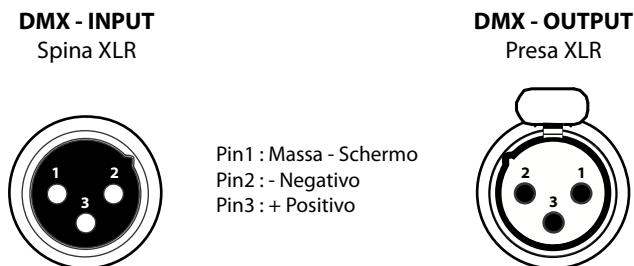 DMX - INPUT
Spina XLR
1 2
3
Pin1 : Massa - Schermo
Pin2 : - Negativo
Pin3 : + Positivo
DMX - OUTPUT
Presa XLR
2 1
3